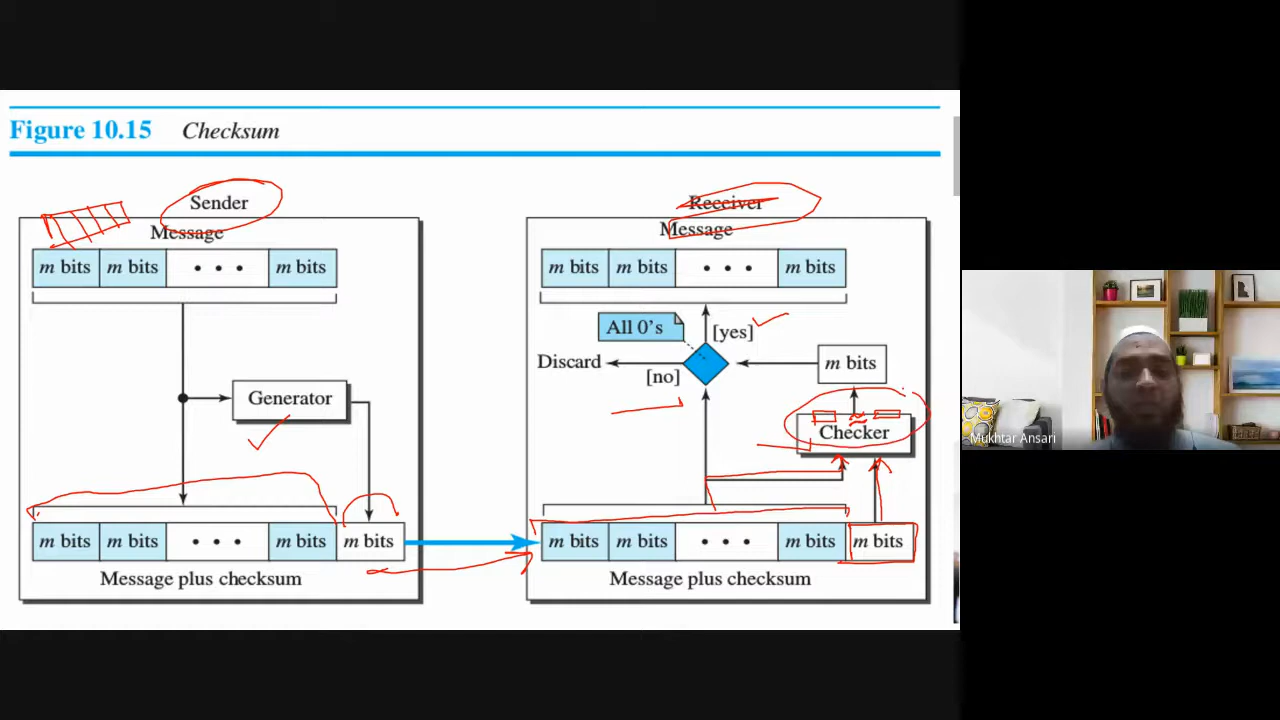 Figure 10.15 Checksum
Sender
Message
m bits m bits • • • m bits
Generator
m bits m bits • • • m bits m bits
Message plus checksum
Receiver
Message
m bits m bits • • • m bits
All 0's
[yes]
Discard
[no]
m bits
Checker
m bits m bits • • • m bits m bits
Message plus checksum
Mukhtar Ansari